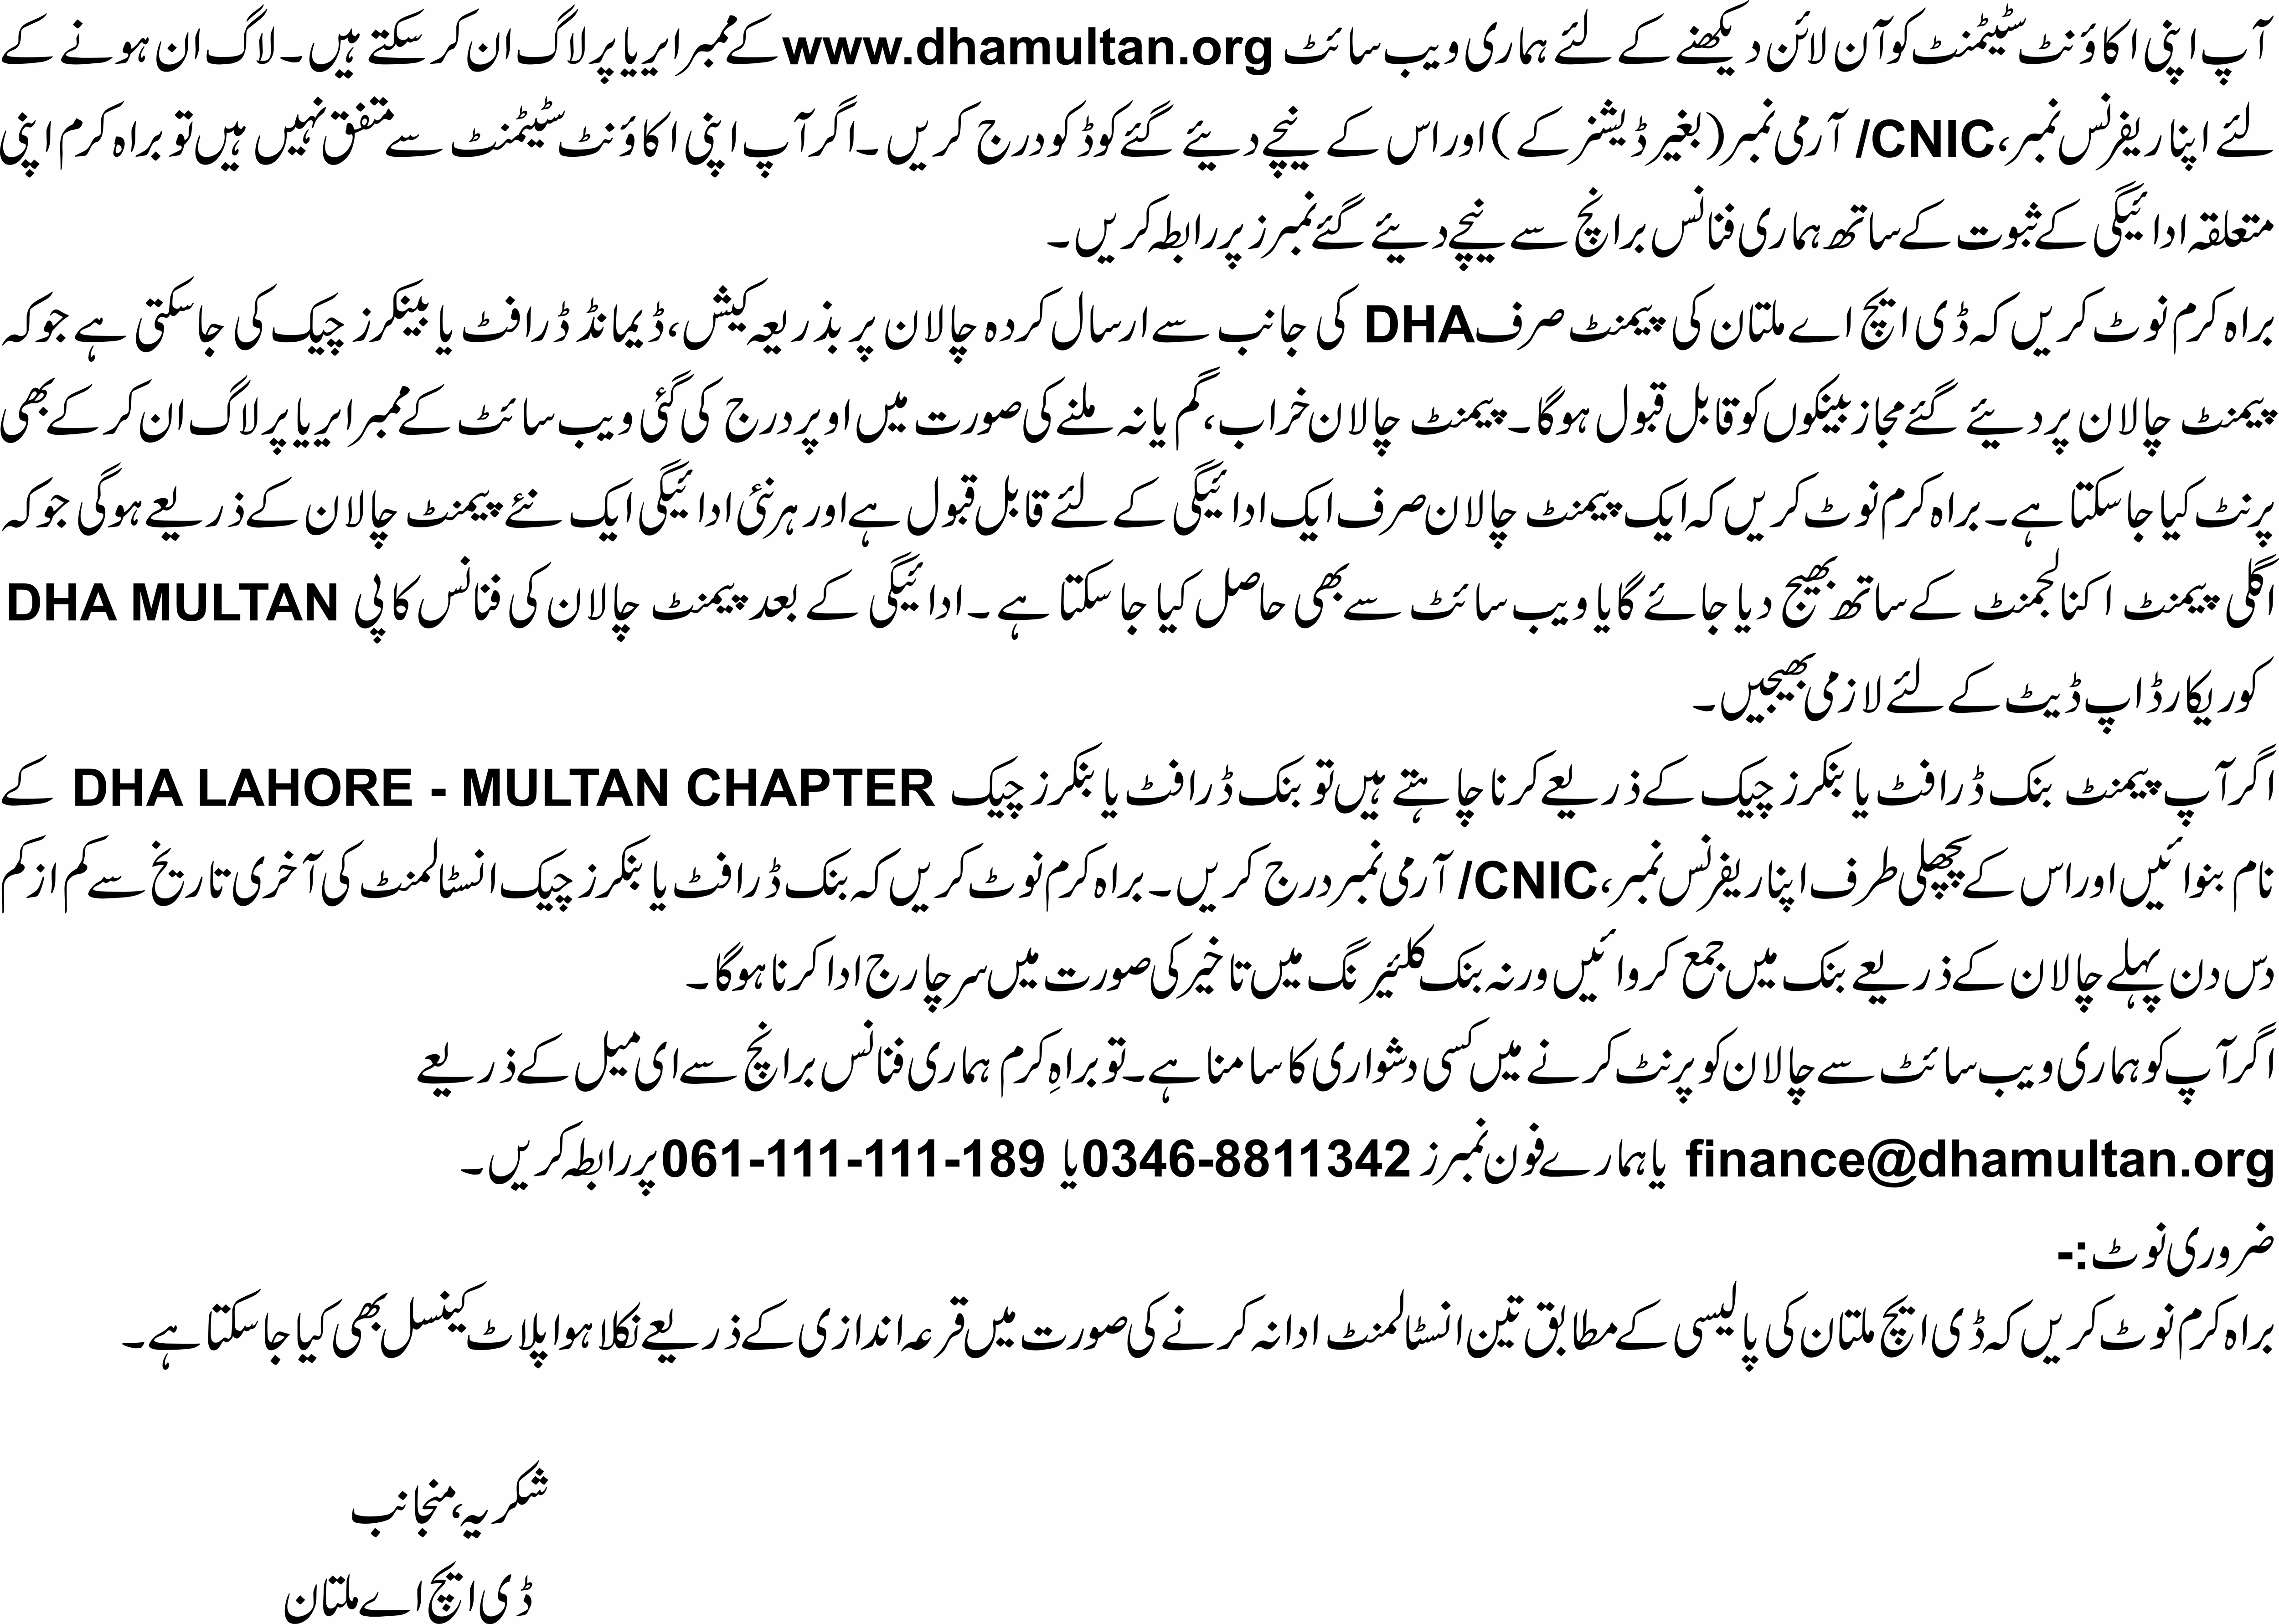 آپ اپنی اکاؤنٹ سٹیٹمنٹ کو آن لائن دیکھنے کے لئے ہماری ویب سائٹ www.dhamultan.org کے ممبر ایریا پر لاگ ان کر سکتے ہیں۔ لاگ ان ہونے کے
لئے اپنا ریفرنس نمبر، CNIC/ آرمی نمبر (بغیر ڈیشنز کے) اور اس کے نیچے دیئے گئے کوڈ کو درج کریں۔ اگر آپ اپنی اکاؤنٹ سٹیٹمنٹ سے متفق نہیں ہیں تو براہ کرم اپنی
متعلقہ ادائیگی کے ثبوت کے ساتھ ہماری فنانس برانچ سے نیچے دیئے گئے نمبرز پر رابطہ کریں۔
براہ کرم نوٹ کریں کہ ڈی ایچ اے ملتان کی پیمنٹ صرف DHA کی جانب سے ارسال کردہ چالان پر بذریعہ کیش، ڈیمانڈ ڈرافٹ یا بینکرز چیک کی جا سکتی ہے جو کہ
پیمنٹ چالان پر دیئے گئے مجاز بینکوں کو قابل قبول ہوگا۔ پیمنٹ چالان خراب، گم یا نہ ملنے کی صورت میں اوپر درج کی گئی ویب سائٹ کے ممبر ایریا پر لاگ ان کر کے بھی
پرنٹ کیا جا سکتا ہے۔ براہ کرم نوٹ کریں کہ ایک پیمنٹ چالان صرف ایک ادائیگی کے لئے قابل قبول ہے اور ہر نئی ادائیگی ایک نئے پیمنٹ چالان کے ذریعے ہوگی جو کہ
اگلی پیمنٹ اکنالجمنٹ کے ساتھ بھیج دیا جائے گا یا ویب سائٹ سے بھی حاصل کیا جا سکتا ہے۔ ادائیگی کے بعد پیمنٹ چالان کی فنانس کاپی DHA MULTAN
کو ریکارڈ اپ ڈیٹ کے لئے لازمی بھیجیں۔
اگر آپ پیمنٹ بنک ڈرافٹ یا بنکرز چیک کے ذریعے کرنا چاہتے ہیں تو بنک ڈرافٹ یا بنکرز چیک DHA LAHORE - MULTAN CHAPTER کے
نام بنوائیں اور اس کے پچھلی طرف اپنا ریفرنس نمبر، CNIC/ آرمی نمبر درج کریں۔ براہ کرم نوٹ کریں کہ بنک ڈرافٹ یا بنکرز چیک انسٹالمنٹ کی آخری تاریخ سے کم از کم
دس دن پہلے چالان کے ذریعے بنک میں جمع کروائیں ورنہ بنک کلئیرنگ میں تاخیر کی صورت میں سرچارج ادا کرنا ہوگا۔
اگر آپ کو ہماری ویب سائٹ سے چالان کو پرنٹ کرنے میں کسی دشواری کا سامنا ہے۔ تو براہِ کرم ہماری فنانس برانچ سے ای میل کے ذریعے
finance@dhamultan.org یا ہمارے فون نمبرز 0346-8811342 یا 061-111-111-189 پر رابطہ کریں۔
ضروری نوٹ:-
براہ کرم نوٹ کریں کہ ڈی ایچ ملتان کی پالیسی کے مطابق تین انسٹالمنٹ ادا نہ کرنے کی صورت میں قرعہ اندازی کے ذریعے نکلا ہوا پلاٹ کینسل بھی کیا جا سکتا ہے۔
شکریہ، منجانب
ڈی ایچ اے ملتان